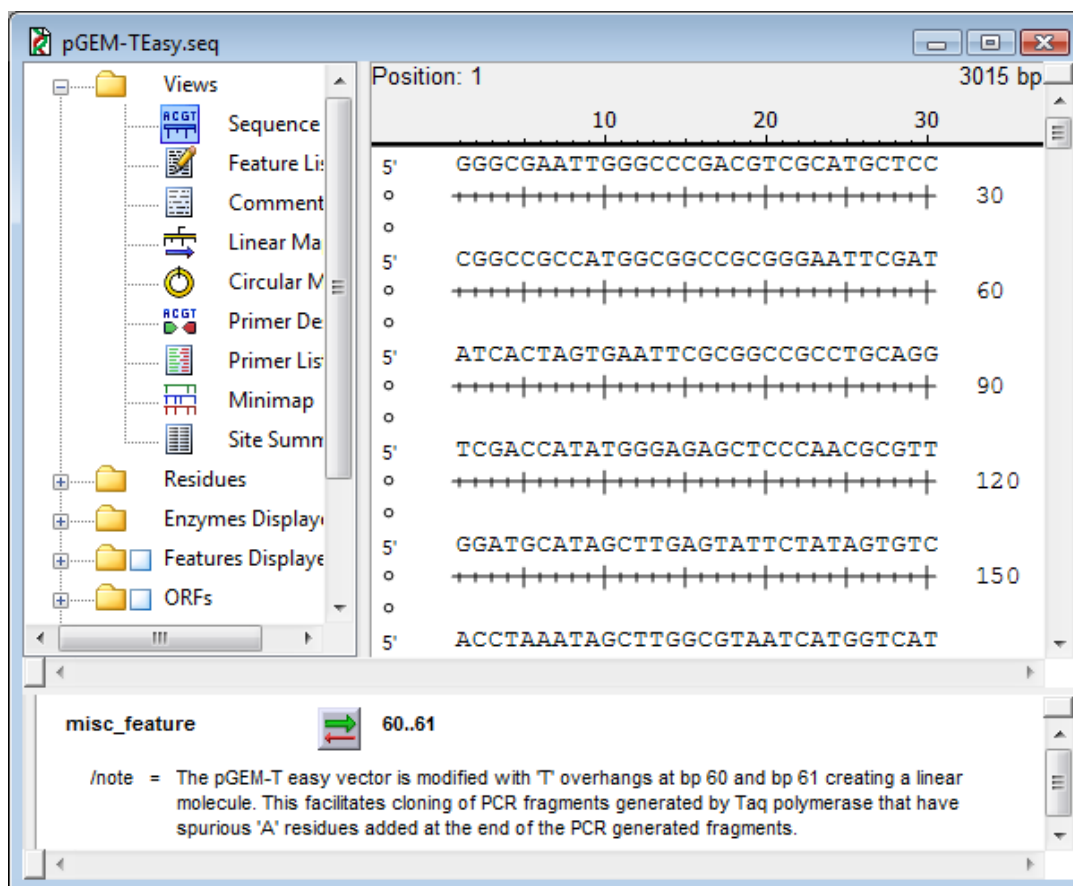 pGEM-TEasy.seq
Views
ACGT
Sequence
Feature Lis
Comment
Linear Ma
Circular M
ACGT
Primer De
Primer List
Minimap
Site Summ
Residues
Enzymes Display
Features Displaye
ORFs
Position: 1 3015 bp
10 20 30
5' GGGCGAATTGGGCCCGACGTCGCATGCTCC
30
5' CGGCCGCCATGGCGGCCGCGGGAATTCGAT
60
5' ATCACTAGTGAATTCGCGGCCGCCTGCAGG
90
5' TCGACCATATGGGAGAGCTCCCAACGCGTT
120
5' GGATGCATAGCTTGAGTATTCTATAGTGTC
150
5' ACCTAAATAGCTTGGCGTAATCATGGTCAT
misc_feature 60..61
/note = The pGEM-T easy vector is modified with 'T' overhangs at bp 60 and bp 61 creating a linear
molecule. This facilitates cloning of PCR fragments generated by Taq polymerase that have
spurious 'A' residues added at the end of the PCR generated fragments.